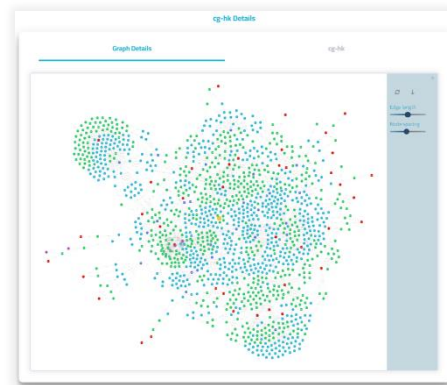 cg-hk Details
Graph Details
cg-hk
Edge length
Node spacing